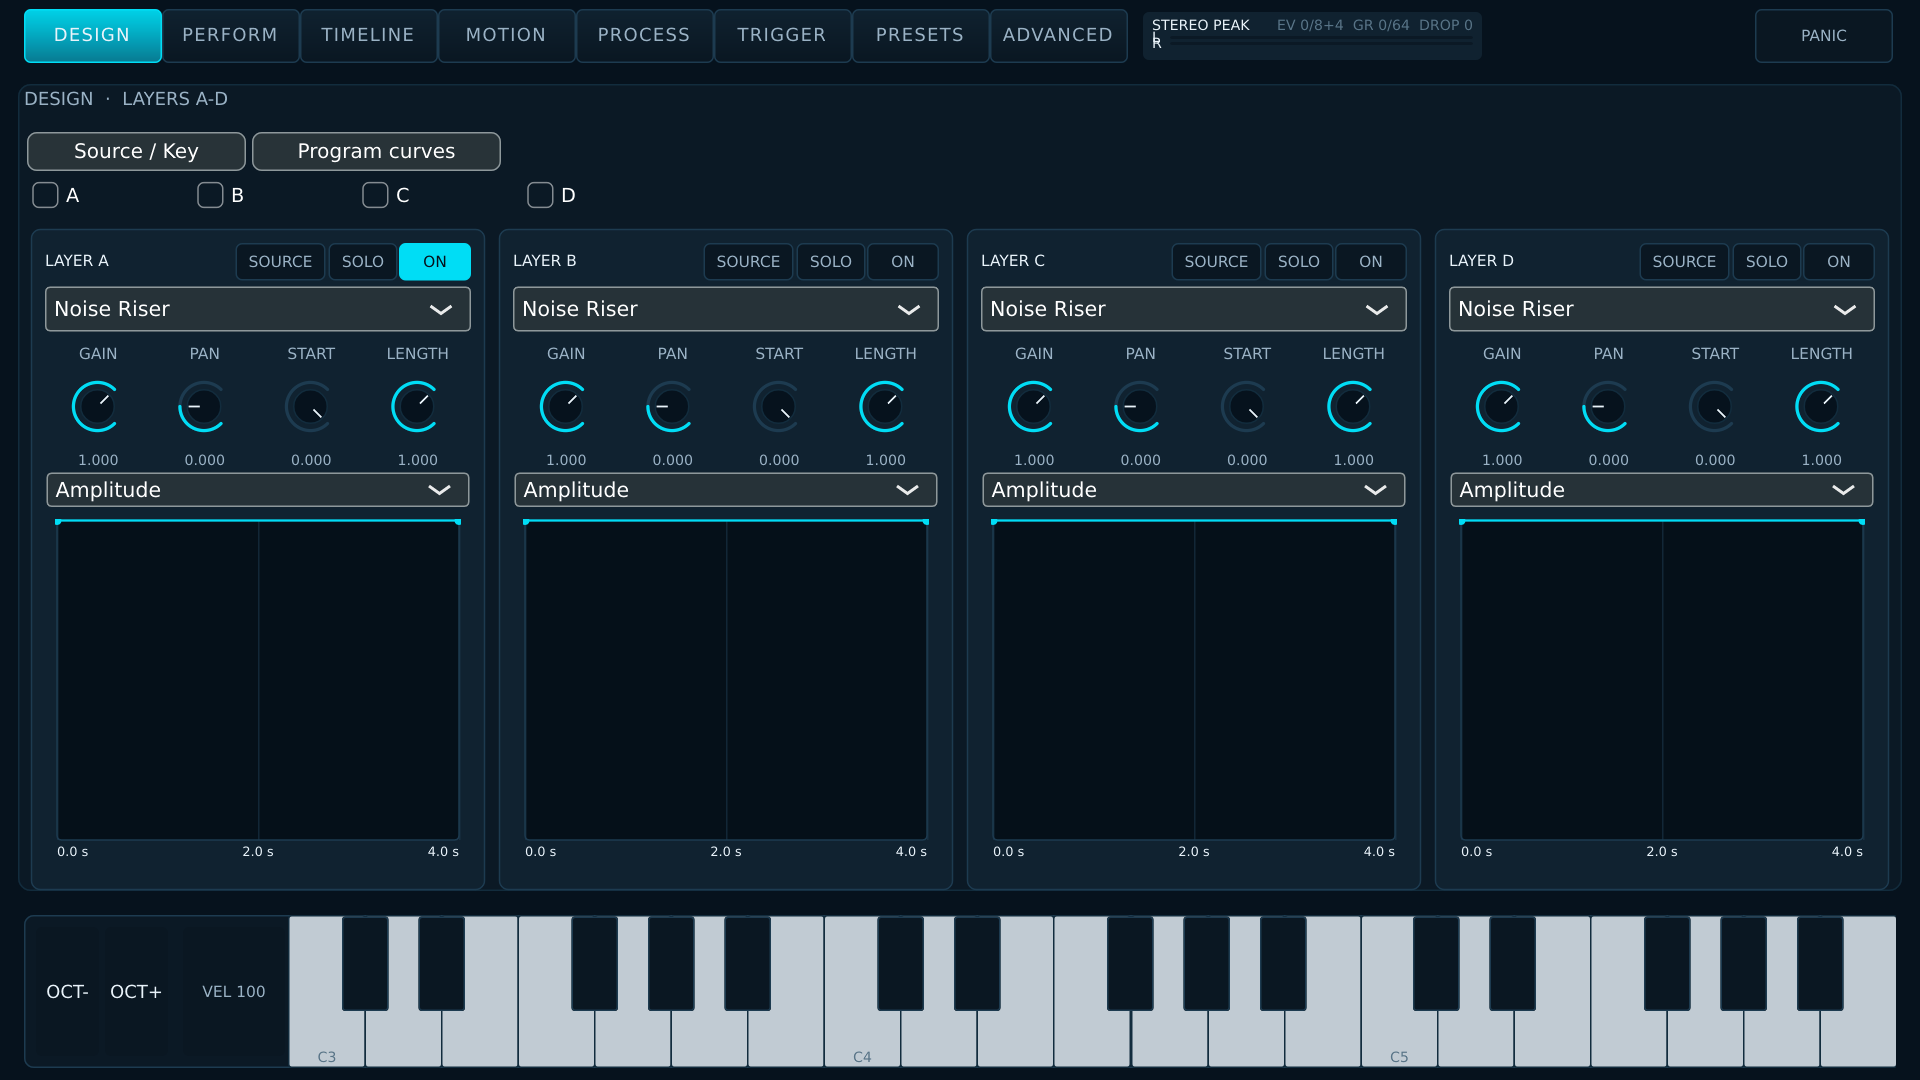 DESIGN PERFORM TIMELINE MOTION PROCESS TRIGGER PRESETS ADVANCED STEREO PEAK EV 0/8+4 GR 0/64 DROP 0 PANIC
L
R
DESIGN · LAYERS A-D
Source / Key Program curves
A B C D
LAYER A SOURCE SOLO ON LAYER B SOURCE SOLO ON LAYER C SOURCE SOLO ON LAYER D SOURCE SOLO ON
Noise Riser Noise Riser Noise Riser Noise Riser
GAIN PAN START LENGTH GAIN PAN START LENGTH GAIN PAN START LENGTH GAIN PAN START LENGTH
1.000 0.000 0.000 1.000 1.000 0.000 0.000 1.000 1.000 0.000 0.000 1.000 1.000 0.000 0.000 1.000
Amplitude Amplitude Amplitude Amplitude
0.0 s 2.0 s 4.0 s 0.0 s 2.0 s 4.0 s 0.0 s 2.0 s 4.0 s 0.0 s 2.0 s 4.0 s
OCT- OCT+ VEL 100
C3 C4 C5